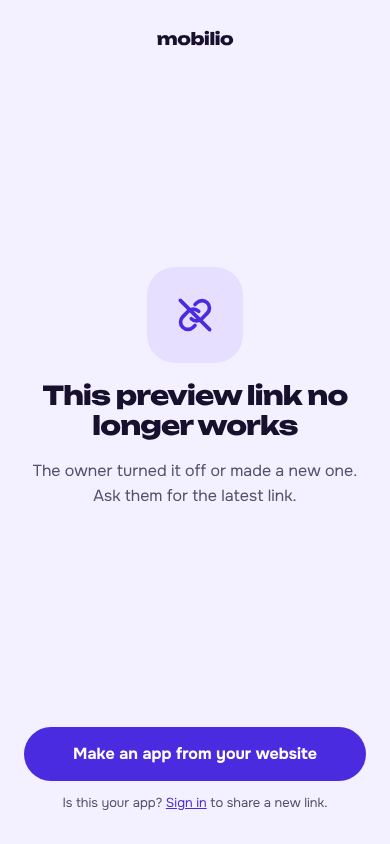 mobilio
This preview link no
longer works
The owner turned it off or made a new one.
Ask them for the latest link.
Make an app from your website
Is this your app? Sign in to share a new link.